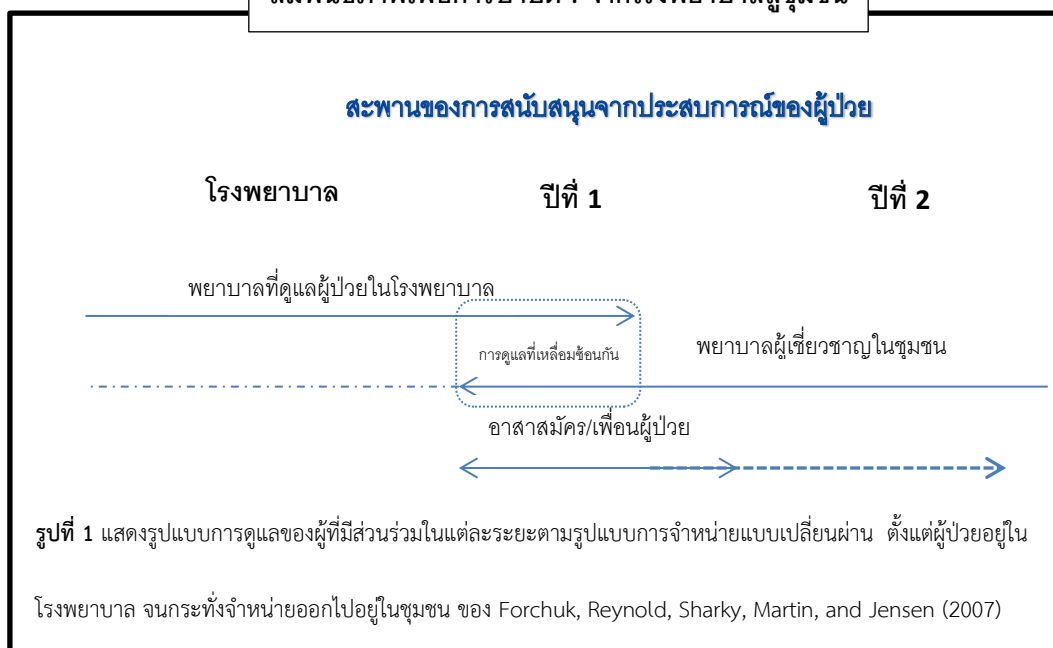 สะพานของการสนับสนุนจากประสบการณ์ของผู้ป่วย
โรงพยาบาล ปีที่ 1 ปีที่ 2
พยาบาลที่ดูแลผู้ป่วยในโรงพยาบาล
การดูแลที่เหลื่อมซ้อนกัน
พยาบาลผู้เชี่ยวชาญในชุมชน
อาสาสมัคร/เพื่อนผู้ป่วย
รูปที่ 1 แสดงรูปแบบการดูแลของผู้ที่มีส่วนร่วมในแต่ละระยะตามรูปแบบการจำหน่ายแบบเปลี่ยนผ่าน ตั้งแต่ผู้ป่วยอยู่ใน
โรงพยาบาล จนกระทั่งจำหน่ายออกไปอยู่ในชุมชน ของ Forchuk, Reynold, Sharky, Martin, and Jensen (2007)